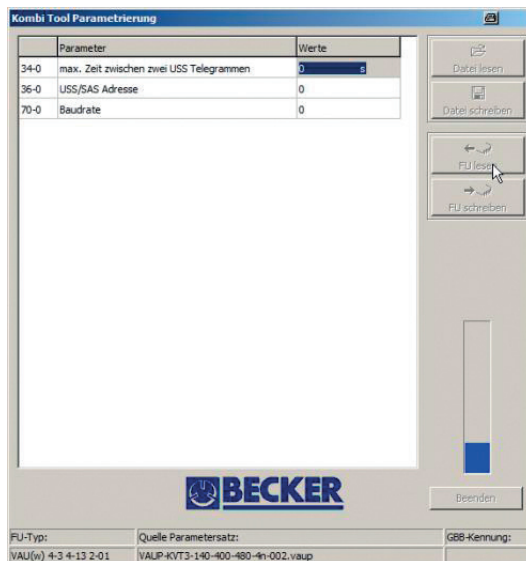 Kombi Tool Parametrierung
Parameter Werte
34-0 max. Zeit zwischen zwei USS Telegrammen 0 s
36-0 USS/SAS Adresse 0
70-0 Baudrate 0
Datei lesen
Datei schreiben
FU lesen
FU schreiben
BECKER
Beenden
FU-Typ: Quelle Parametersatz: GBB-Kennung:
VAU(w) 4-3 4-13 2-01 VAUP-KVT3-140-400-480-4n-002.vaup